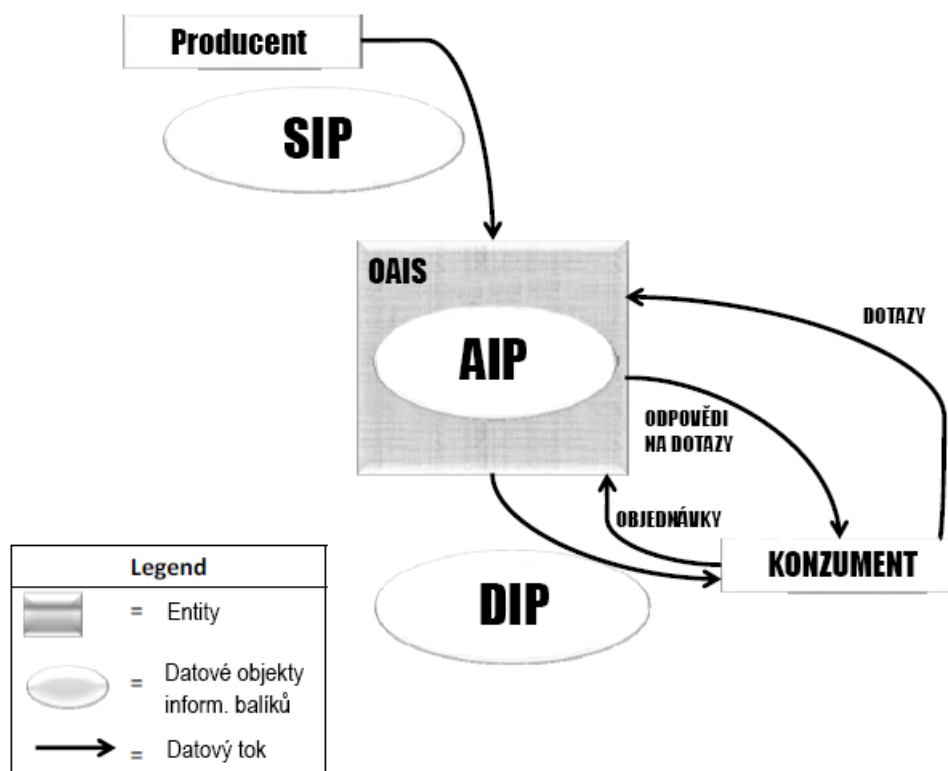 Producent
SIP
OAIS
AIP
DOTAZY
ODPOVĚDI
NA DOTAZY
OBJEDNÁVKY
KONZUMENT
DIP
Legend
= Entity
= Datové objekty
inform. balíků
= Datový tok